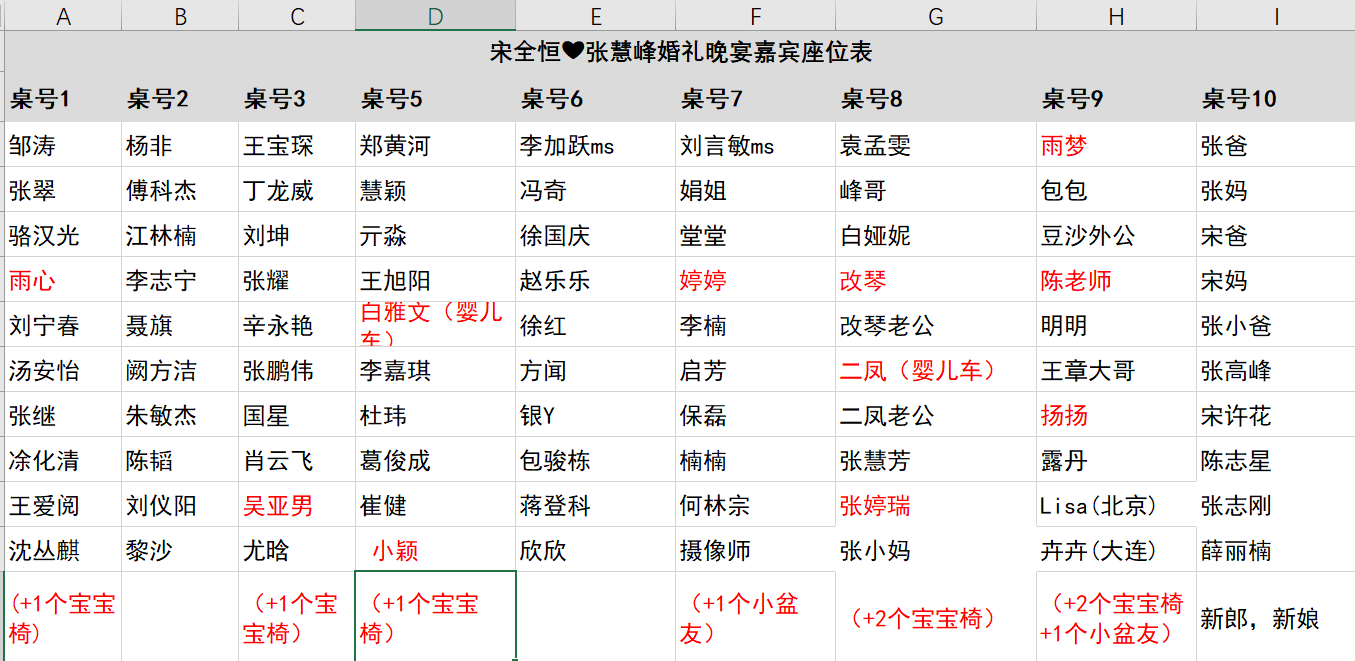 A B C D E F G H I
宋全恒♥张慧峰婚礼晚宴嘉宾座位表
桌号1 桌号2 桌号3 桌号5 桌号6 桌号7 桌号8 桌号9 桌号10
邹涛 杨非 王宝琛 郑黄河 李加跃ms 刘言敏ms 袁孟雯 雨梦 张爸
张翠 傅科杰 丁龙威 慧颖 冯奇 娟姐 峰哥 包包 张妈
骆汉光 江林楠 刘坤 亓淼 徐国庆 堂堂 白娅妮 豆沙外公 宋爸
雨心 李志宁 张耀 王旭阳 赵乐乐 婷婷 改琴 陈老师 宋妈
刘宁春 聂旗 辛永艳 白雅文（婴儿车） 徐红 李楠 改琴老公 明明 张小爸
汤安怡 阙方洁 张鹏伟 李嘉琪 方闻 启芳 二凤（婴儿车） 王章大哥 张高峰
张继 朱敏杰 国星 杜玮 银Y 保磊 二凤老公 扬扬 宋许花
凃化清 陈韬 肖云飞 葛俊成 包骏栋 楠楠 张慧芳 露丹 陈志星
王爱阅 刘仪阳 吴亚男 崔健 蒋登科 何林宗 张婷瑞 Lisa(北京) 张志刚
沈丛麒 黎沙 尤晗 小颖 欣欣 摄像师 张小妈 卉卉(大连) 薛丽楠
(+1个宝宝椅) （+1个宝宝椅） （+1个宝宝椅） （+1个小盆友） （+2个宝宝椅） （+2个宝宝椅+1个小盆友） 新郎，新娘